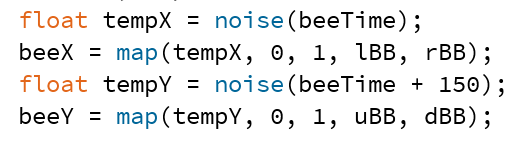 float tempX = noise(beeTime);
beeX = map(tempX, 0, 1, lBB, rBB);
float tempY = noise(beeTime + 150);
beeY = map(tempY, 0, 1, uBB, dBB);